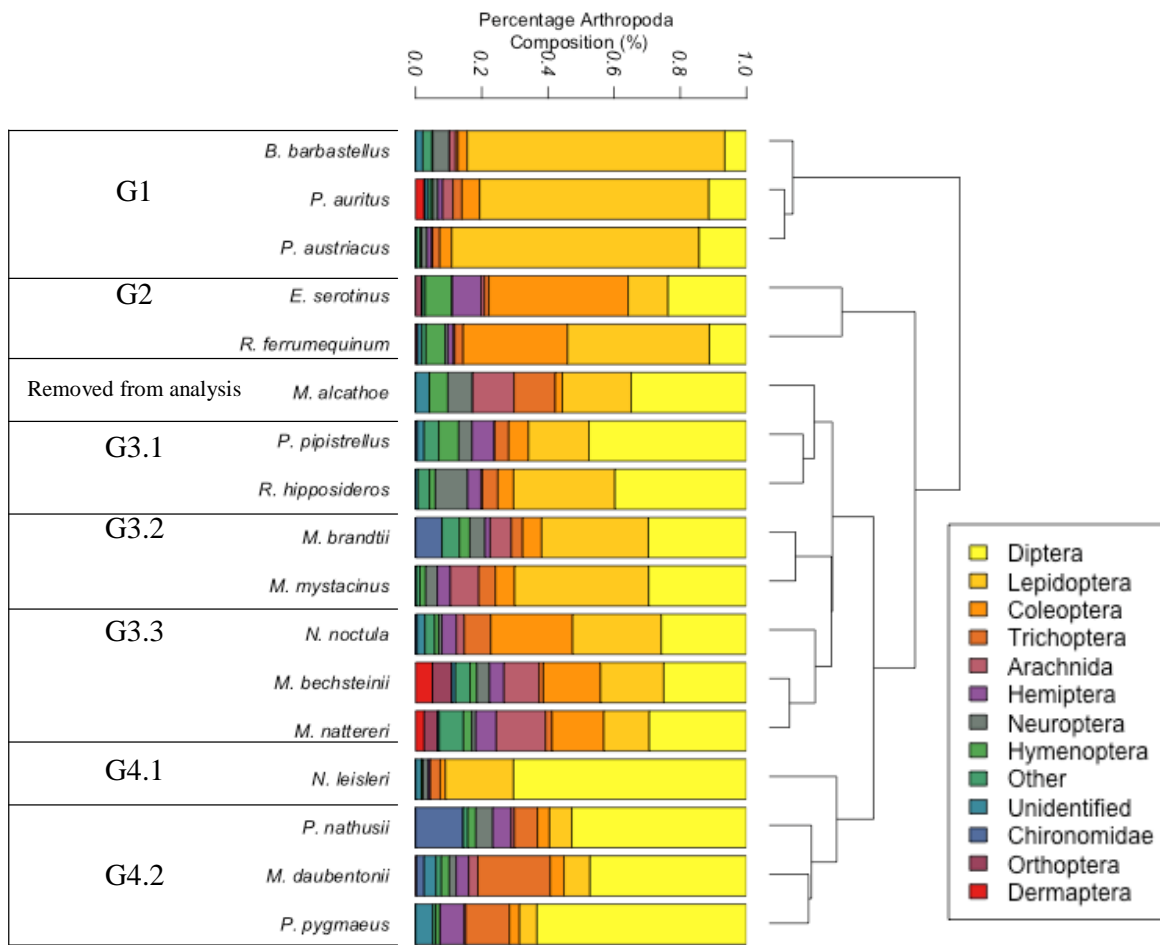 Percentage Arthropoda
Composition (%)
0.0 0.2 0.4 0.6 0.8 1.0
G1
B. barbastellus
P. auritus
P. austriacus
G2
E. serotinus
R. ferrumequinum
Removed from analysis
M. alcathoe
G3.1
P. pipistrellus
R. hipposideros
G3.2
M. brandtii
M. mystacinus
G3.3
N. noctula
M. bechsteinii
M. nattereri
G4.1
N. leisleri
G4.2
P. nathusii
M. daubentonii
P. pygmaeus
Diptera
Lepidoptera
Coleoptera
Trichoptera
Arachnida
Hemiptera
Neuroptera
Hymenoptera
Other
Unidentified
Chironomidae
Orthoptera
Dermaptera